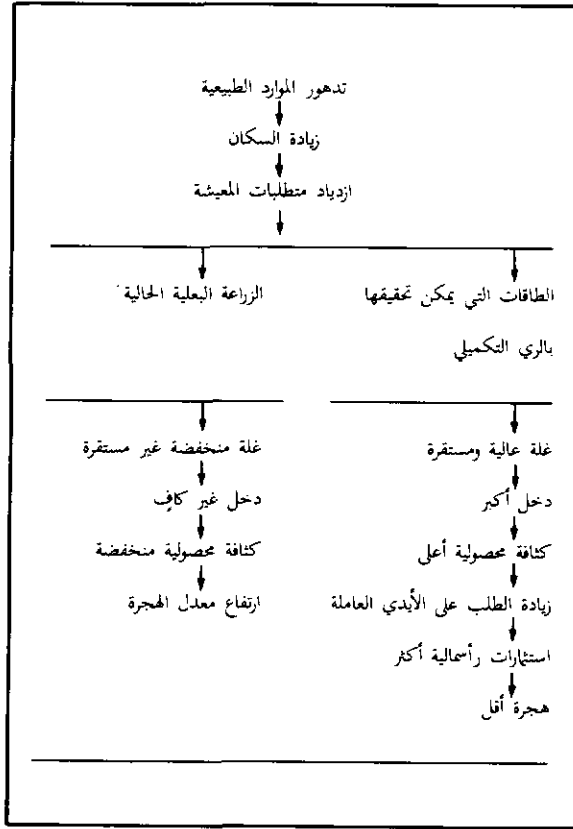 تدهور الموارد الطبيعية
زيادة السكان
ازدياد متطلبات المعيشة
الطاقات التي يمكن تحقيقها
بالري التكميلي
غلة عالية ومستقرة
دخل أكبر
كثافة محصولية أعلى
زيادة الطلب على الأيدي العاملة
استثمارات رأسمالية أكثر
هجرة أقل
الزراعة البعلية الحالية
غلة منخفضة غير مستقرة
دخل غير كافٍ
كثافة محصولية منخفضة
ارتفاع معدل الهجرة